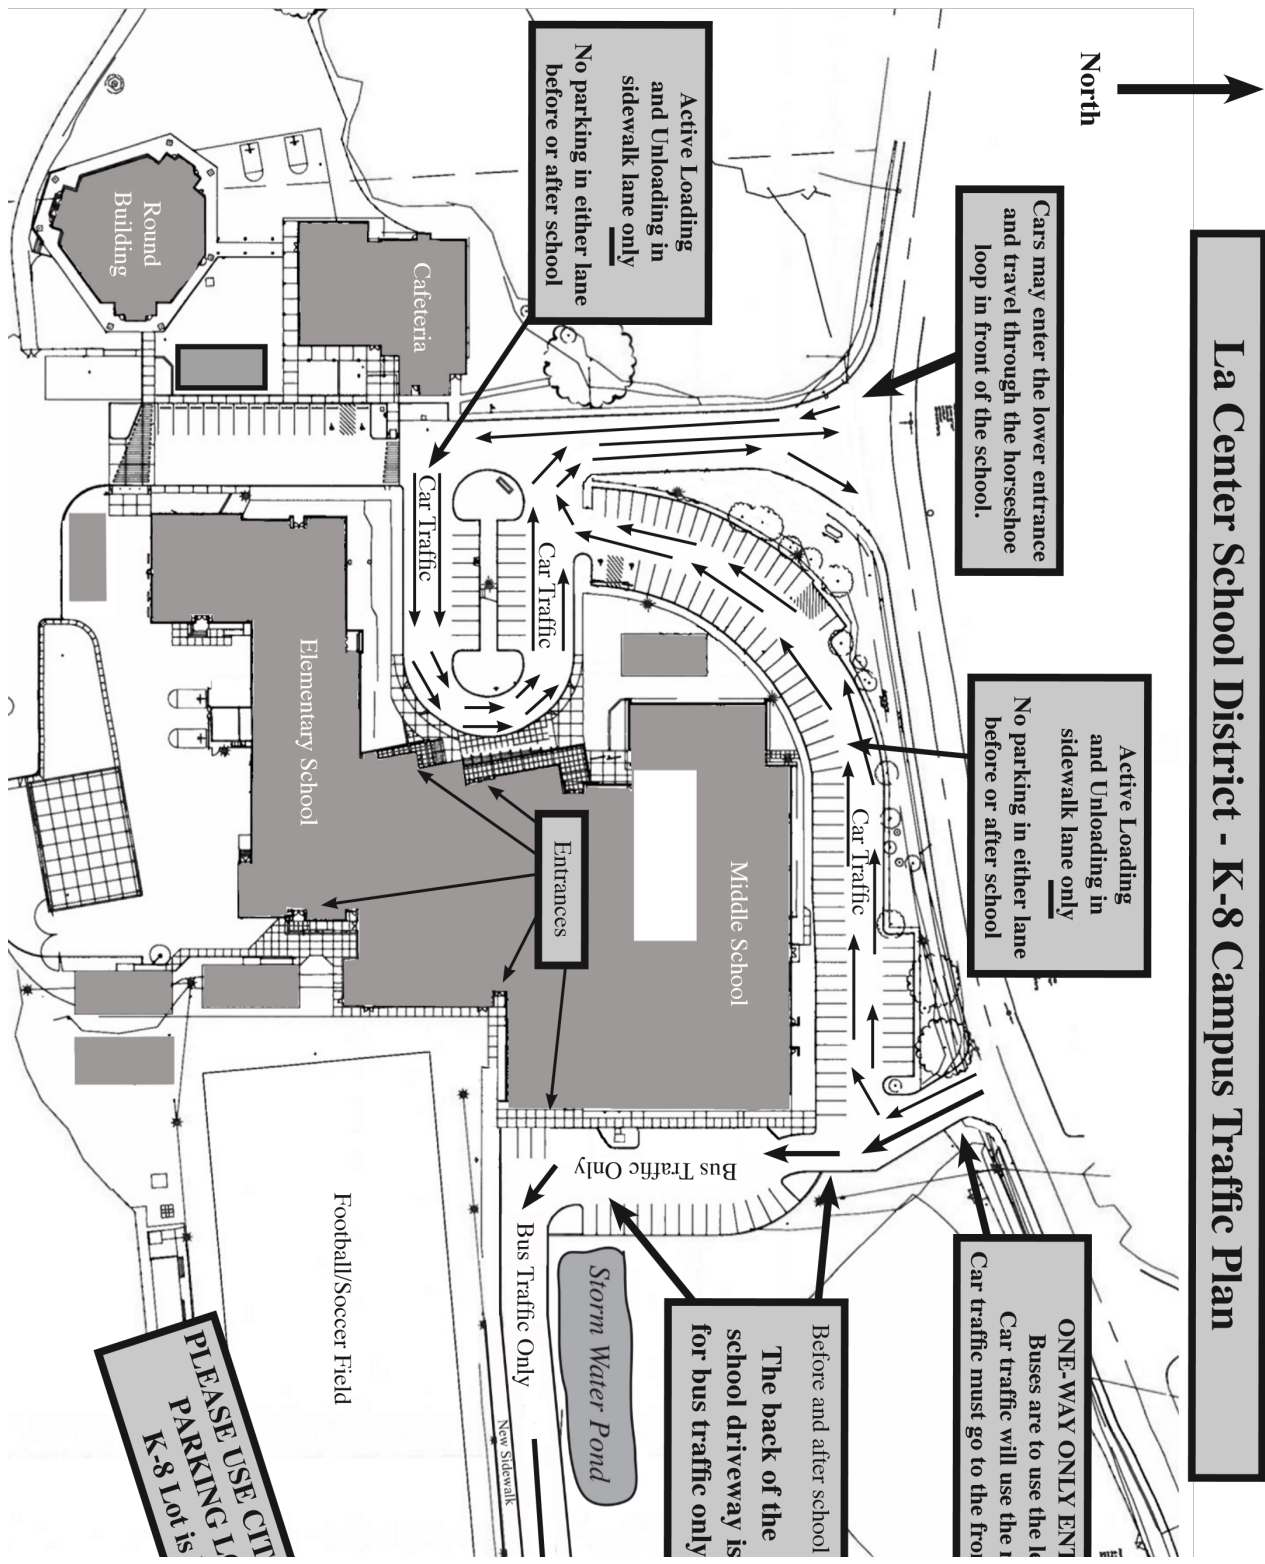 La Center School District - K-8 Campus Traffic Plan
North
Cars may enter the lower entrance
and travel through the horseshoe
loop in front of the school.
Active Loading
and Unloading in
sidewalk lane only
No parking in either lane
before or after school
Active Loading
and Unloading in
sidewalk lane only
No parking in either lane
before or after school
ONE-WAY ONLY
Buses are to use the
Car traffic will use the
Car traffic must go to the
Before and after school
The back of the
school driveway is
for bus traffic only
Round
Building
Cafeteria
Car Traffic
Car Traffic
Car Traffic
Elementary School
Middle School
Entrances
Bus Traffic Only
Bus Traffic Only
Storm Water Pond
New Sidewalk
Football/Soccer Field
PLEASE USE
PARKING
K-8 Lot is